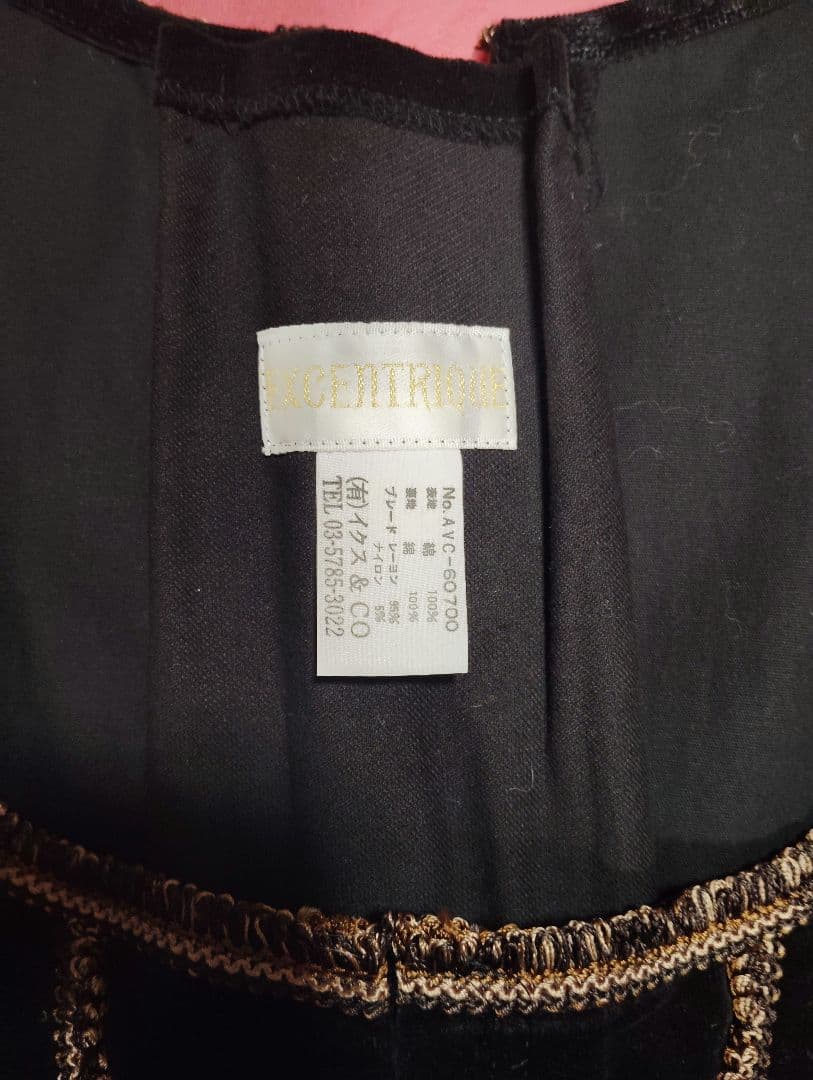 EXCENTRIQUE
No.AVC-60700
表地 綿 100%
裏地 綿 100%
ブレード レーヨン 95%
ナイロン 5%
(有)イクス&CO
TEL 03-5785-3022